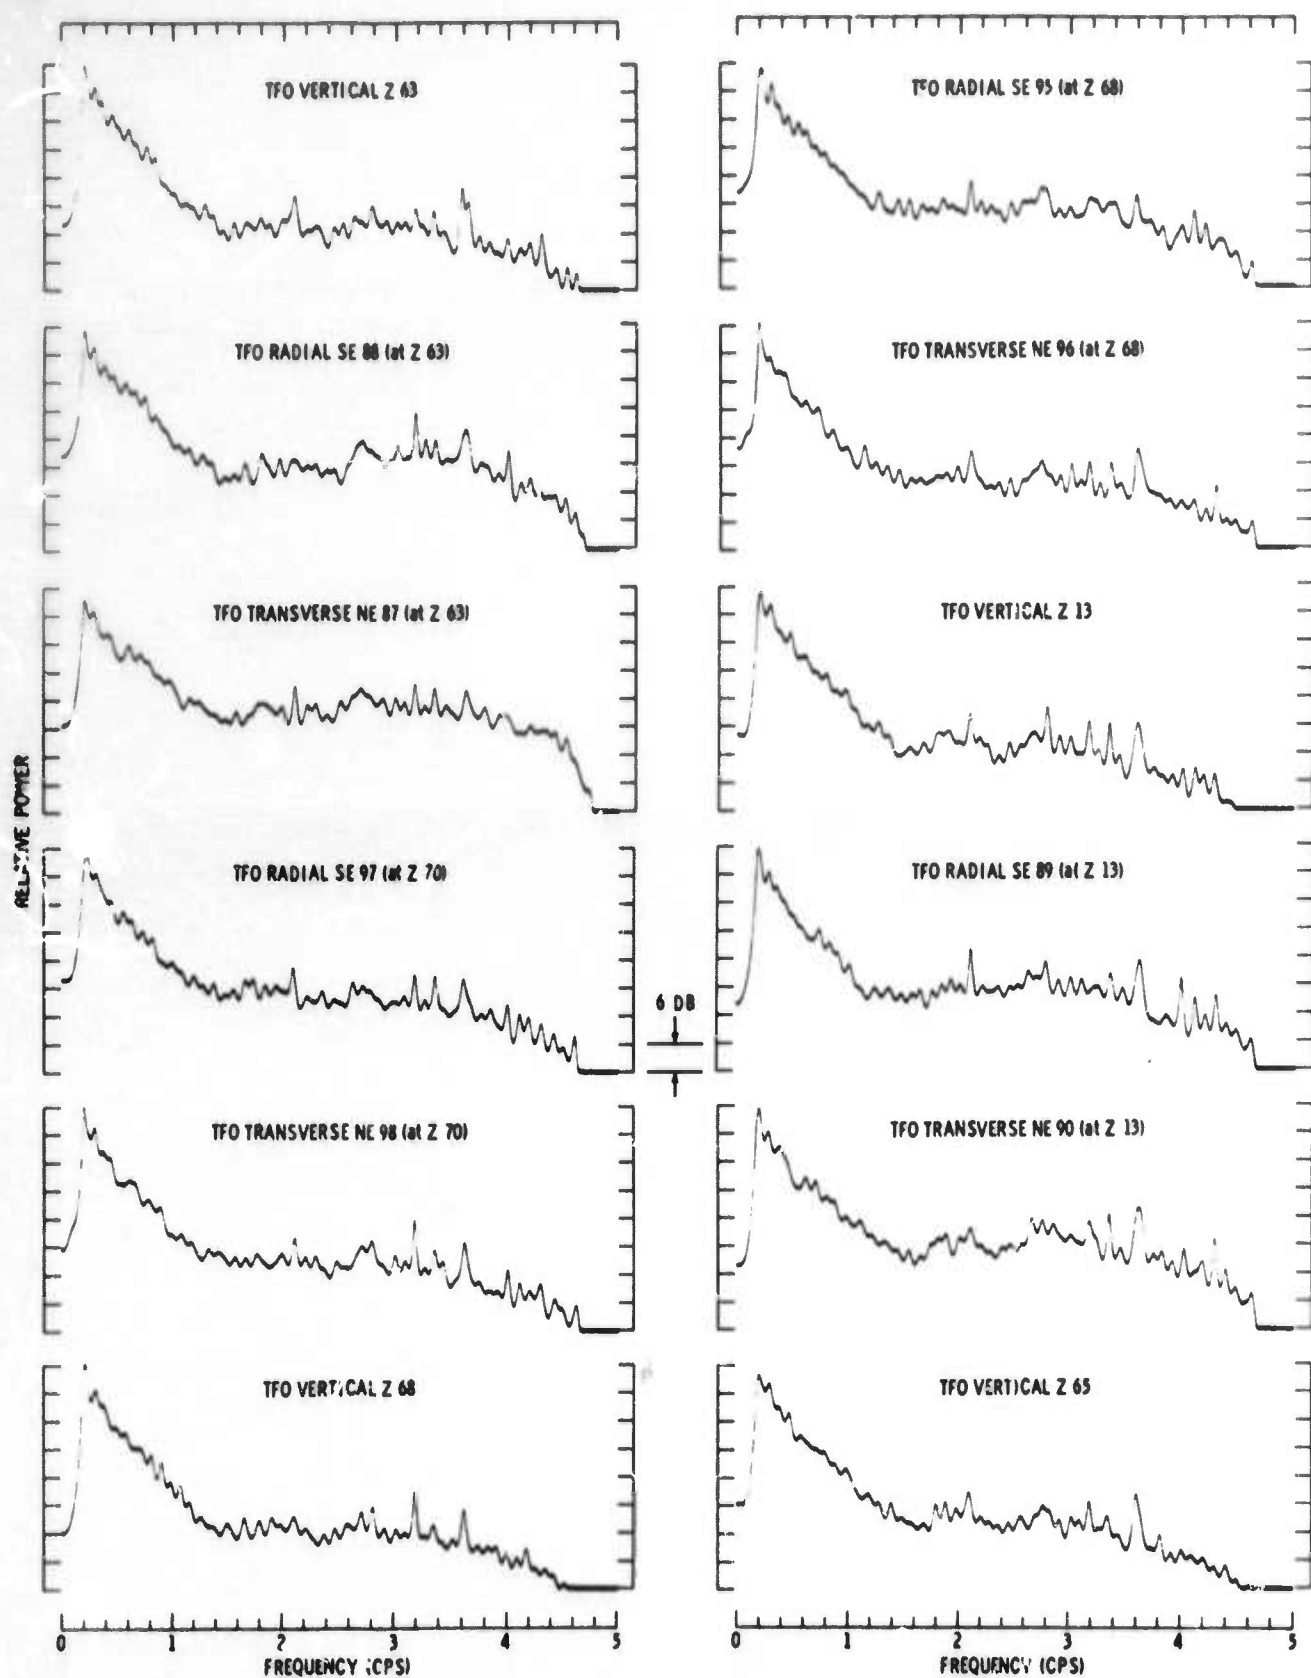 TFO VERTICAL Z 63
TFO RADIAL SE 88 (at Z 63)
TFO TRANSVERSE NE 87 (at Z 63)
TFO RADIAL SE 97 (at Z 70)
TFO TRANSVERSE NE 98 (at Z 70)
TFO VERTICAL Z 68
RELATIVE POWER
0 1 2 3 4 5
FREQUENCY (CPS)
6 DB
TFO RADIAL SE 95 (at Z 68)
TFO TRANSVERSE NE 96 (at Z 68)
TFO VERTICAL Z 13
TFO RADIAL SE 89 (at Z 13)
TFO TRANSVERSE NE 90 (at Z 13)
TFO VERTICAL Z 65
0 1 2 3 4 5
FREQUENCY (CPS)